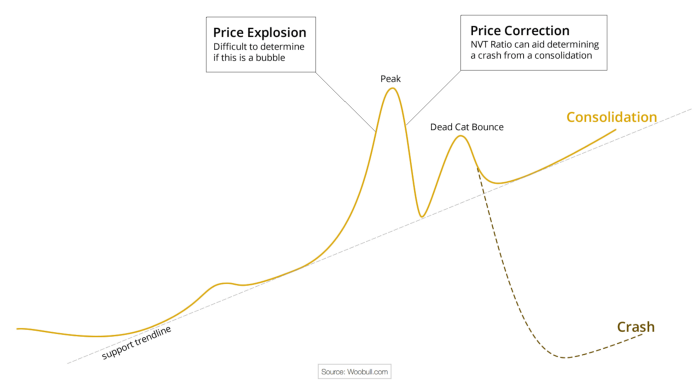 Price Explosion
Difficult to determine
if this is a bubble
Price Correction
NVT Ratio can aid determining
a crash from a consolidation
Peak
Dead Cat Bounce
Consolidation
support trendline
Crash
Source: Woobull.com